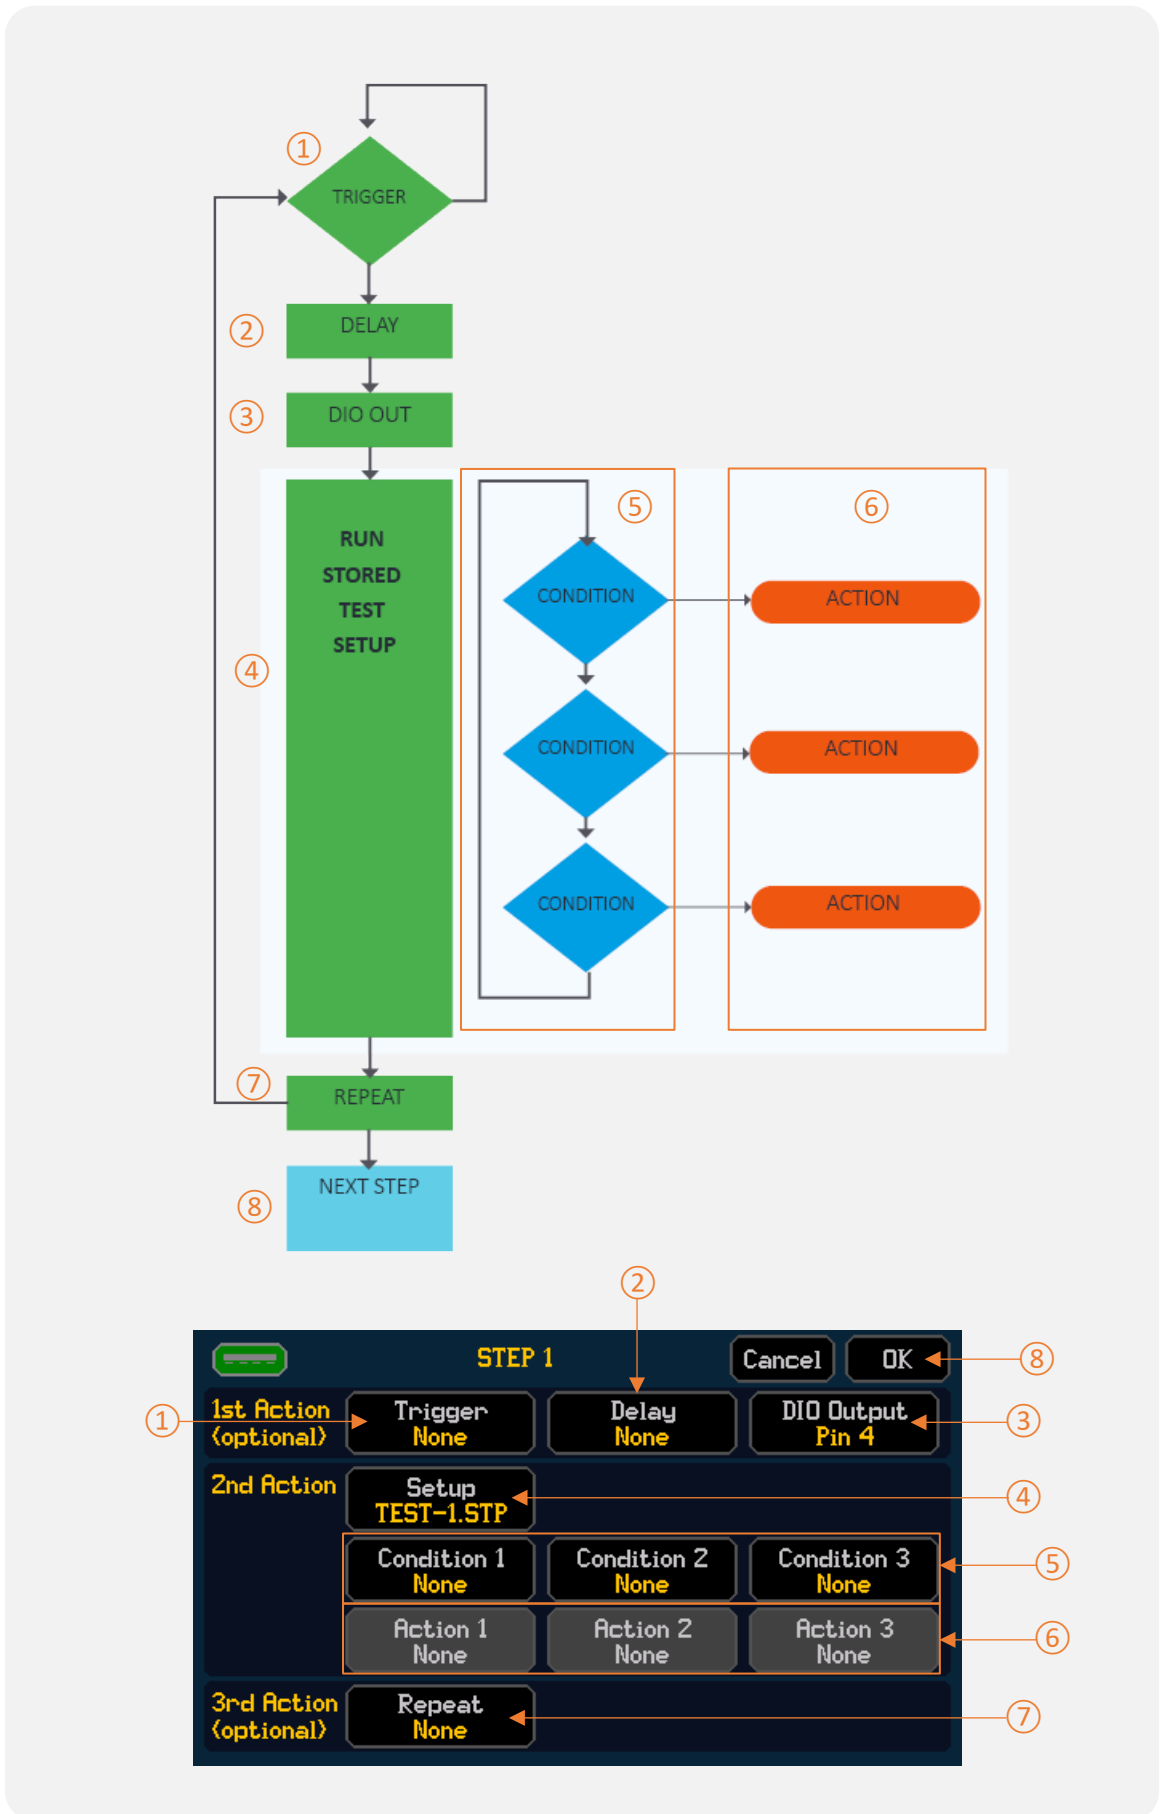 ①
TRIGGER
②
DELAY
③
DIO OUT
④
RUN
STORED
TEST
SETUP
⑤
⑥
CONDITION
ACTION
CONDITION
ACTION
CONDITION
ACTION
⑦
REPEAT
⑧
NEXT STEP
②
STEP 1
Cancel
OK
⑧
①
1st Action
(optional)
Trigger
None
Delay
None
DIO Output
Pin 4
③
2nd Action
Setup
TEST-1.STP
④
Condition 1
None
Condition 2
None
Condition 3
None
⑤
Action 1
None
Action 2
None
Action 3
None
⑥
3rd Action
(optional)
Repeat
None
⑦